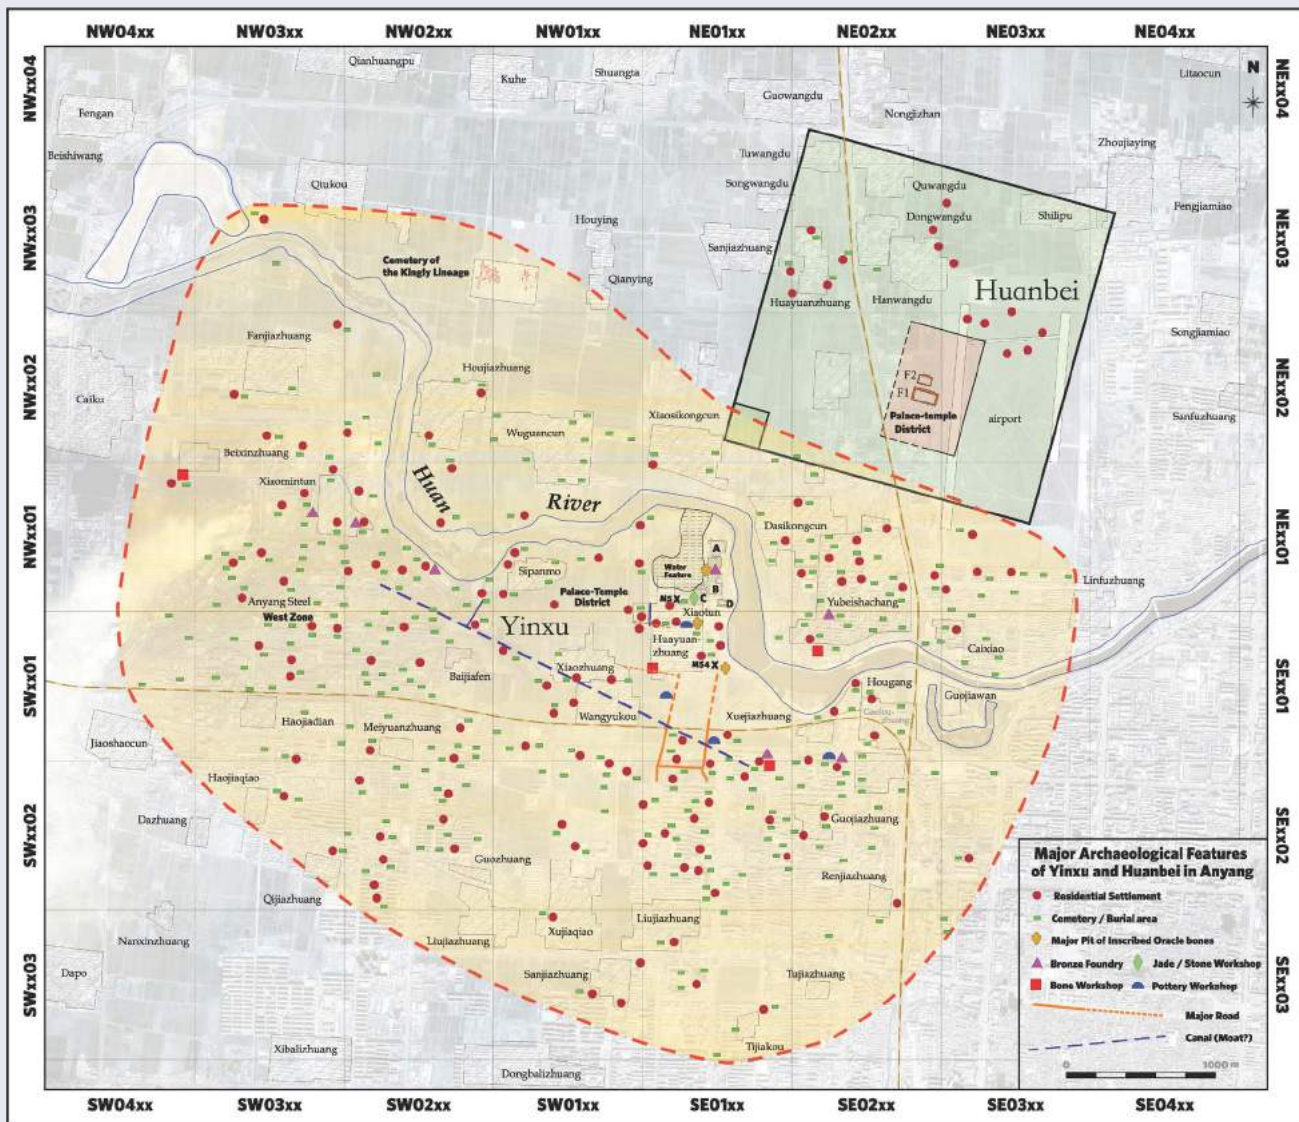 NW04xx NW03xx NW02xx NW01xx NE01xx NE02xx NE03xx NE04xx
NWxx04
NWxx03
NWxx02
NWxx01
SWxx01
SWxx02
SWxx03
NExx04
NExx03
NExx02
NExx01
SExx01
SExx02
SExx03
N
Qianhuangpu
Kuhe
Shuangta
Litaocun
Fengan
Guowangdu
Nongjizhan
Beishiwang
Tuwangdu
Zhoujiaying
Qiukou
Songwangdu
Quwangdu
Fengjiamiao
Houying
Dongwangdu
Shilipu
Sanjiazhuang
Cemetery of
the Kingly Lineage
Qianying
Huanbei
Huayuanzhuang
Hanwangdu
Fanjiazhuang
Songjiamiao
Houjiazhuang
F2
F1
Caiku
Xiaosikongcun
Palace-temple
District
airport
Sanfuzhuang
Wuguancun
Beixinzhuang
Xiaomintun
Huan
River
Dasikongcun
A
Sipanmo
Water
Feature
B
Linfuzhuang
Palace-Temple
District
M5 X
C
D
Anyang Steel
West Zone
Xiaotun
Yubeishachang
Yinxu
Huayuan-
zhuang
Caixiao
Xiaozhuang
M54 X
Baijiafen
Hougang
Guojiawan
Haojiadian
Meiyuanzhuang
Wangyukou
Xuejiazhuang
Jiaoshaocun
Haojiaqiao
Dazhuang
Guojiazhuang
Guozhuang
Renjiazhuang
Qijiazhuang
Liujiazhuang
Nanxinzhuang
Liujiazhuang
Xujiaqiao
Dapo
Sanjiazhuang
Tujiazhuang
Xibalizhuang
Tijiakou
Dongbalizhuang
Major Archaeological Features
of Yinxu and Huanbei in Anyang
Residential Settlement
Cemetery / Burial area
Major Pit of Inscribed Oracle bones
Bronze Foundry Jade / Stone Workshop
Bone Workshop Pottery Workshop
Major Road
Canal (Moat?)
0 1000 m
SW04xx SW03xx SW02xx SW01xx SE01xx SE02xx SE03xx SE04xx